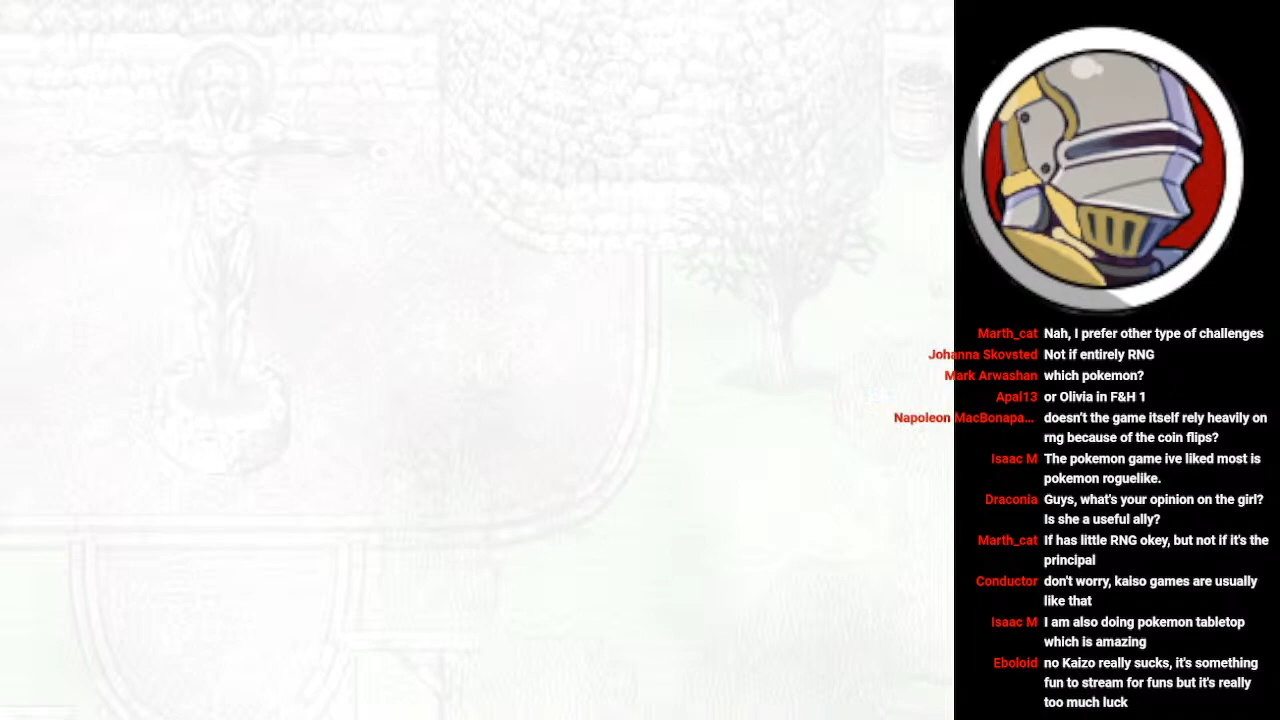 Marth_cat Nah, I prefer other type of challenges
Johanna Skovsted Not if entirely RNG
Mark Arwashan which pokemon?
Apal13 or Olivia in F&H 1
Napoleon MacBonapa... doesn't the game itself rely heavily on
rng because of the coin flips?
Isaac M The pokemon game ive liked most is
pokemon roguelike.
Draconia Guys, what's your opinion on the girl?
Is she a useful ally?
Marth_cat If has little RNG okey, but not if it's the
principal
Conductor don't worry, kaiso games are usually
like that
Isaac M I am also doing pokemon tabletop
which is amazing
Eboloid no Kaizo really sucks, it's something
fun to stream for funs but it's really
too much luck